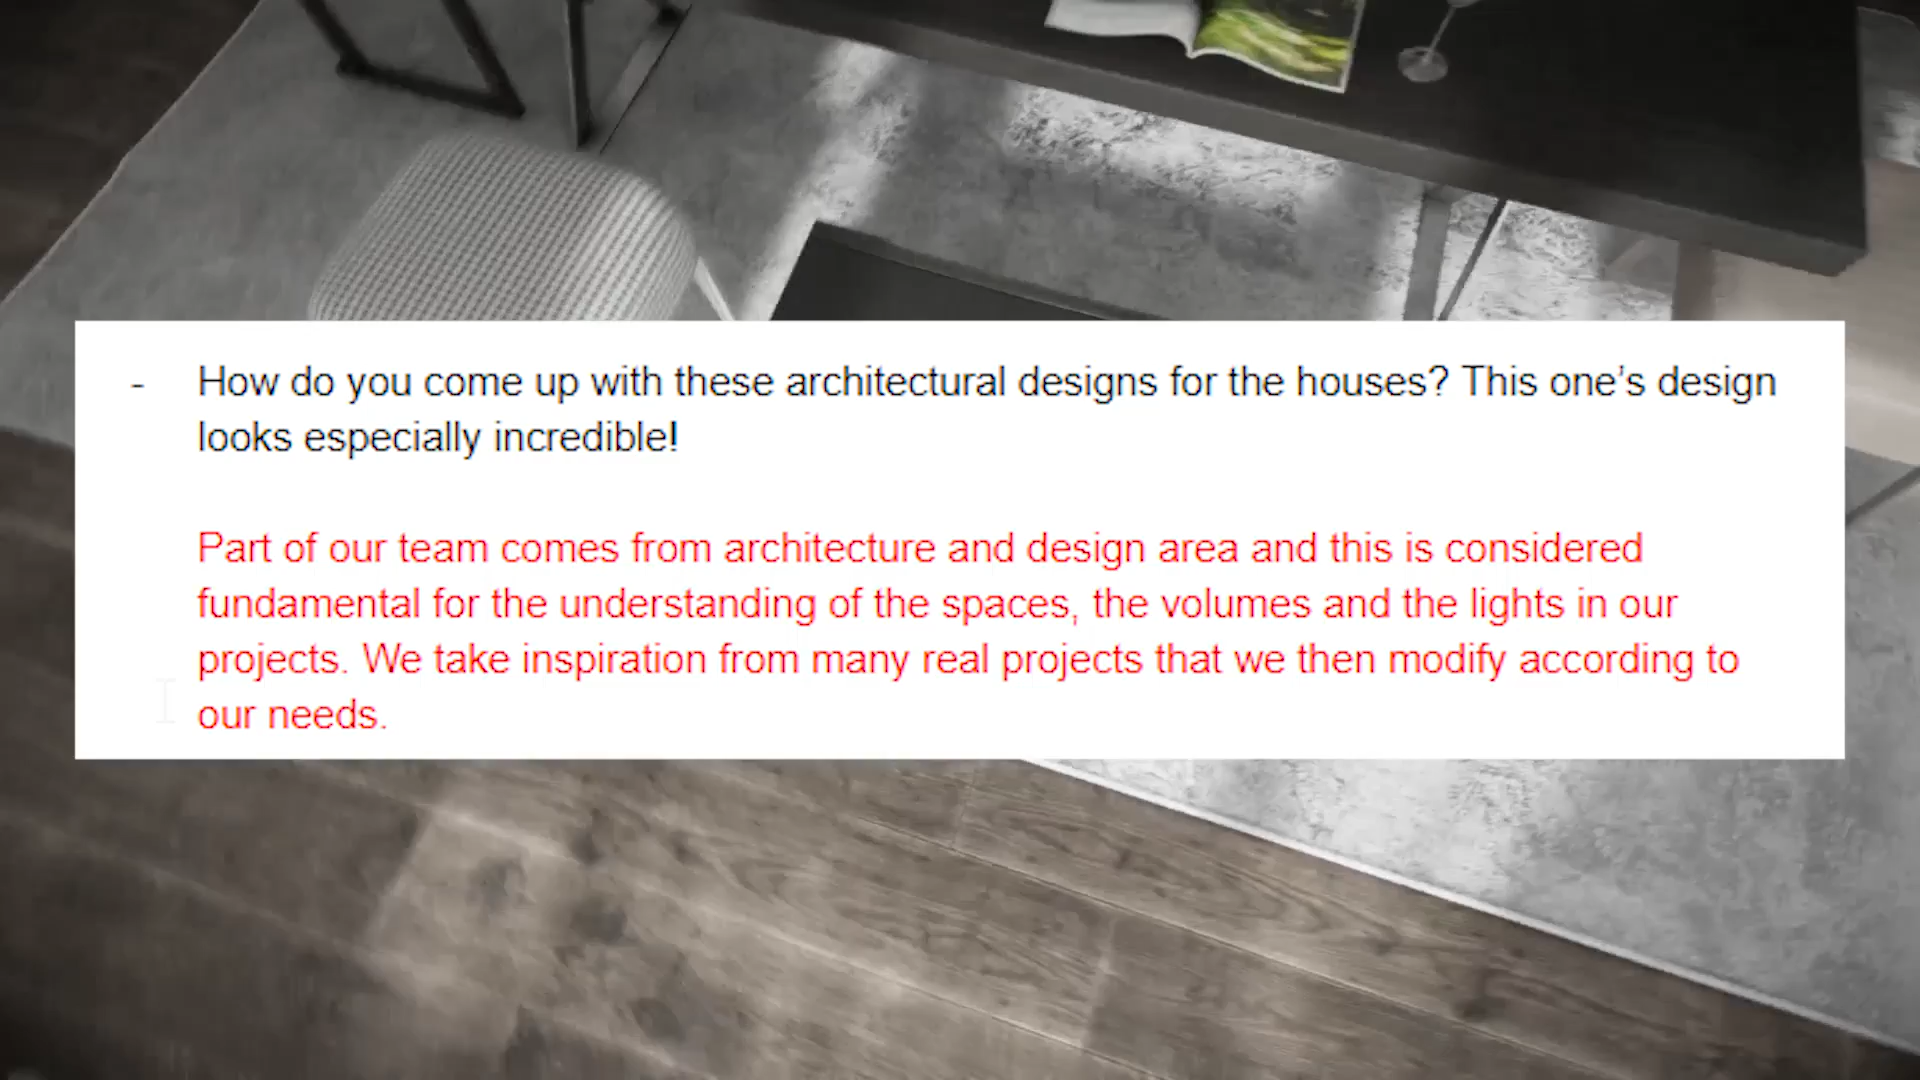 - How do you come up with these architectural designs for the houses? This one’s design
looks especially incredible!
Part of our team comes from architecture and design area and this is considered
fundamental for the understanding of the spaces, the volumes and the lights in our
projects. We take inspiration from many real projects that we then modify according to
our needs.